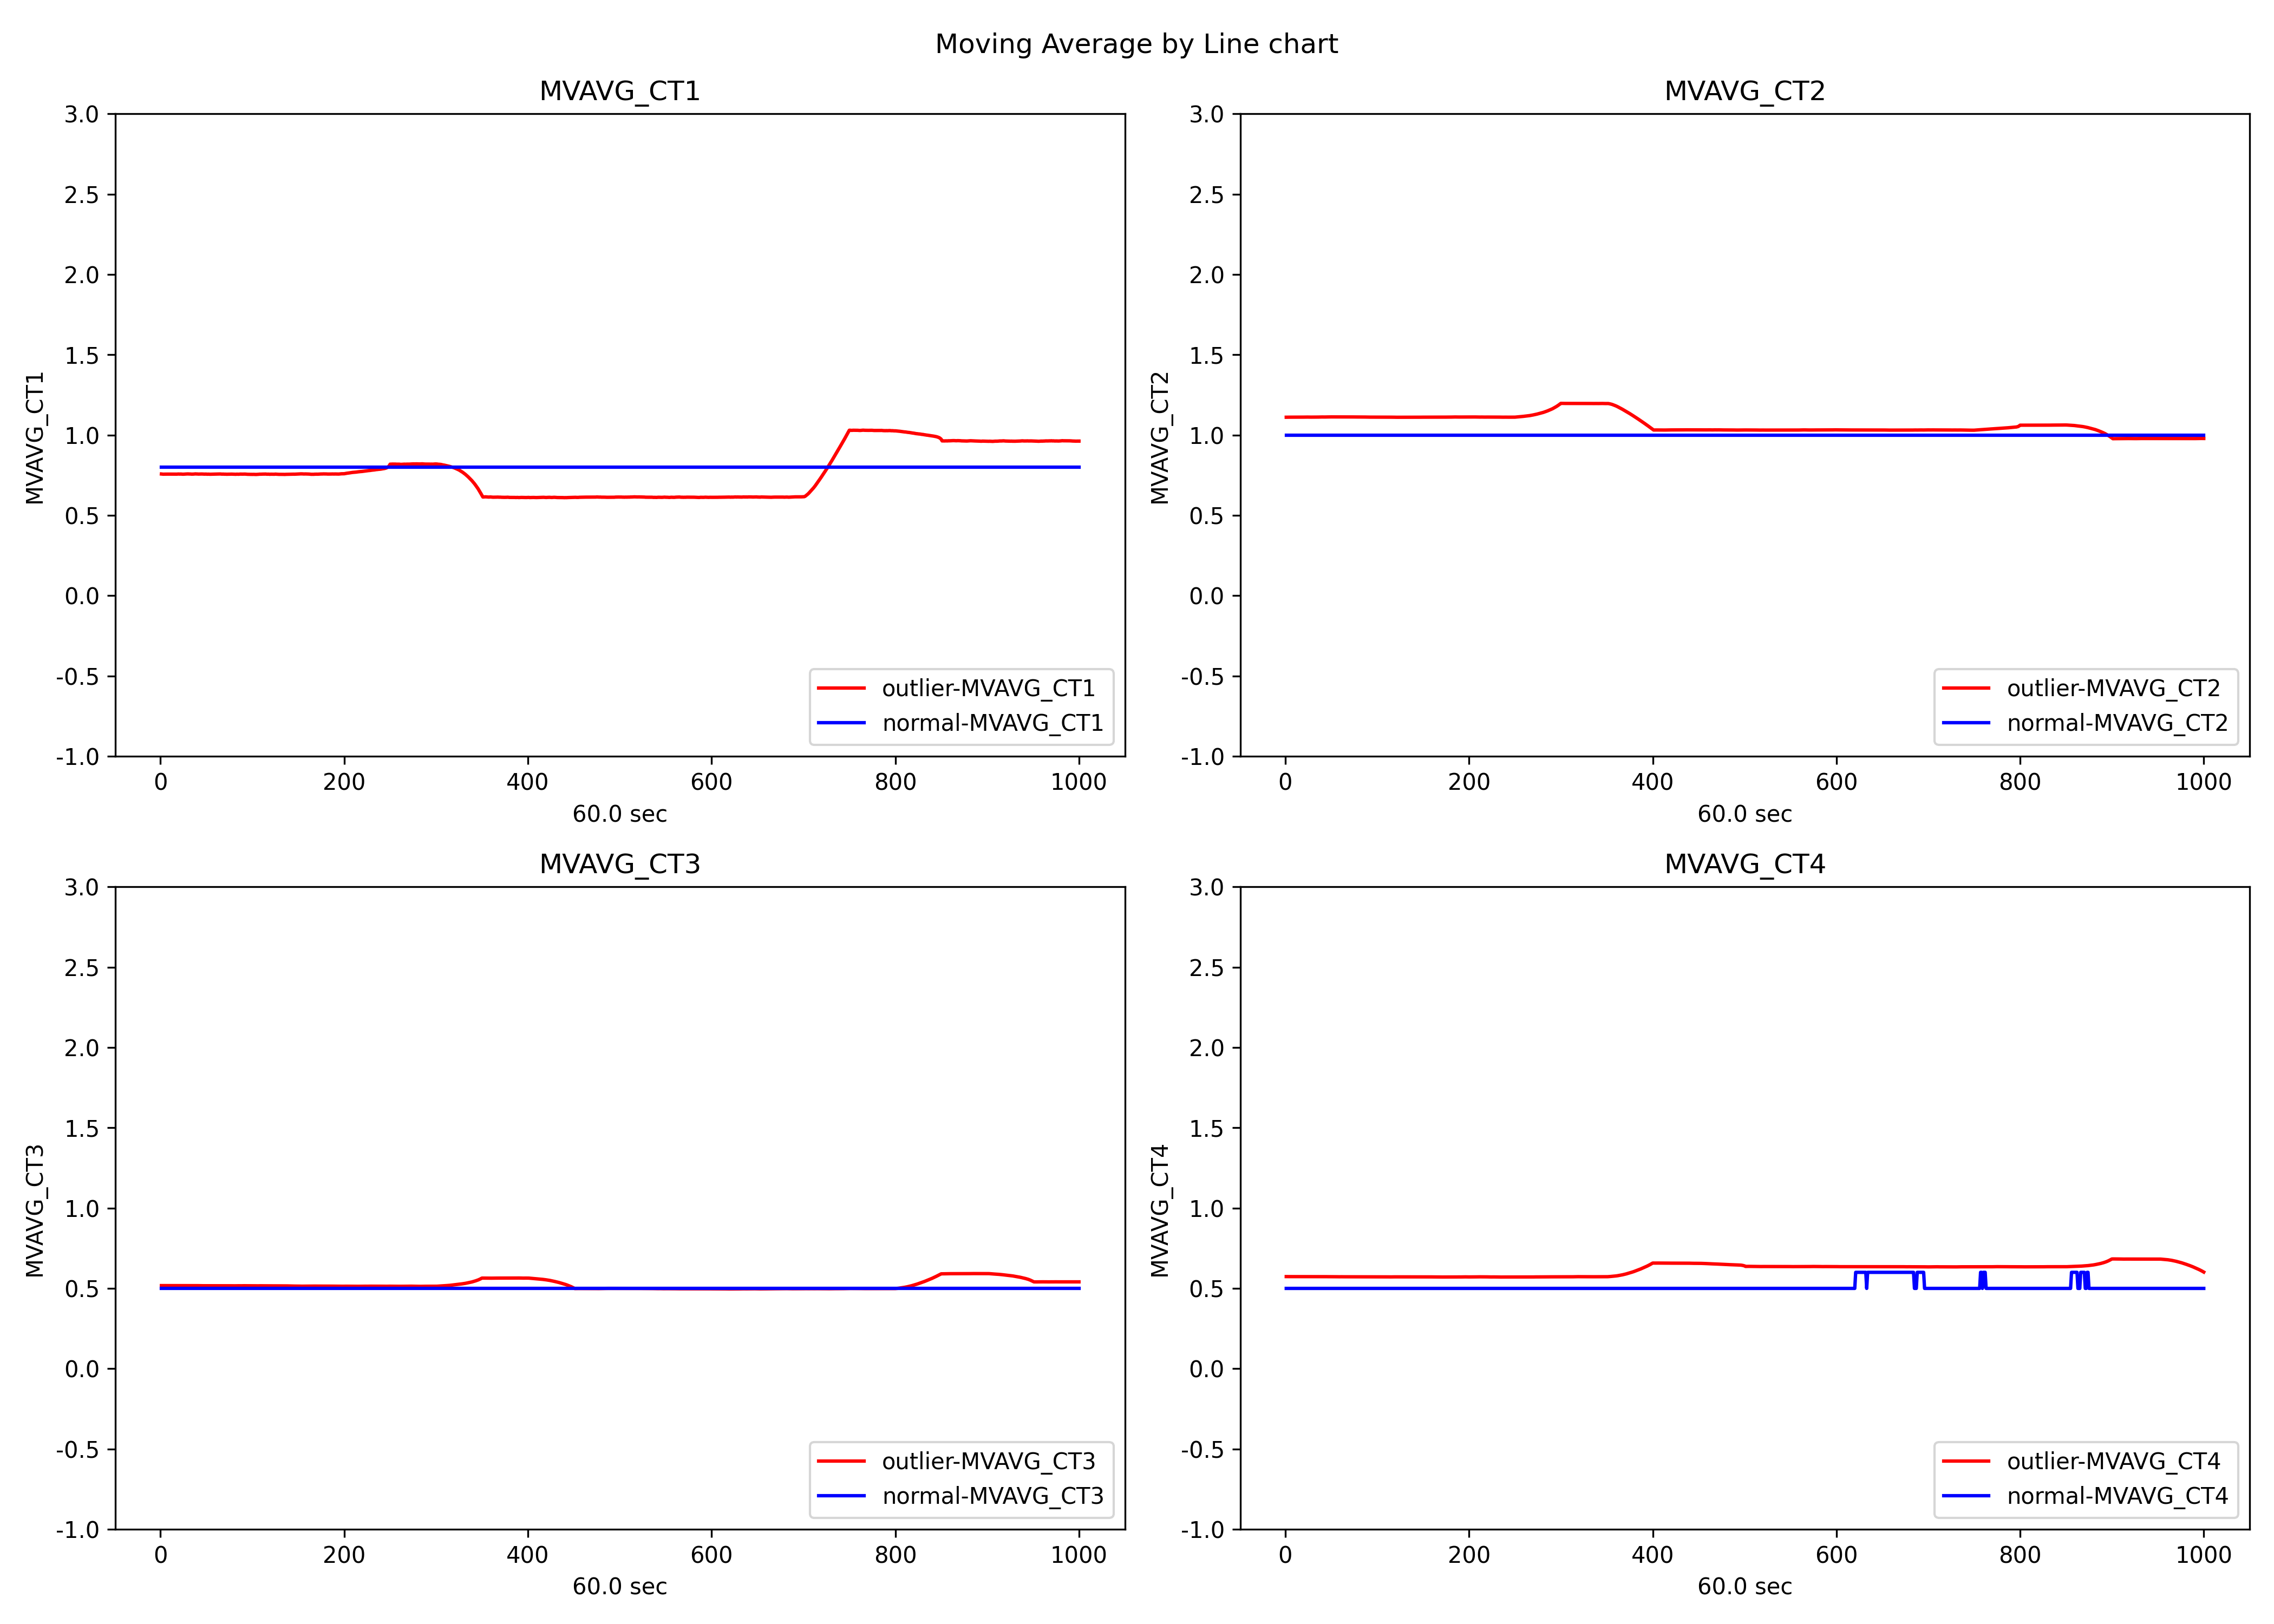 Moving Average by Line chart
MVAVG_CT1
MVAVG_CT1
3.0
2.5
2.0
1.5
1.0
0.5
0.0
-0.5
-1.0
0 200 400 600 800 1000
60.0 sec
outlier-MVAVG_CT1
normal-MVAVG_CT1
MVAVG_CT2
MVAVG_CT2
3.0
2.5
2.0
1.5
1.0
0.5
0.0
-0.5
-1.0
0 200 400 600 800 1000
60.0 sec
outlier-MVAVG_CT2
normal-MVAVG_CT2
MVAVG_CT3
MVAVG_CT3
3.0
2.5
2.0
1.5
1.0
0.5
0.0
-0.5
-1.0
0 200 400 600 800 1000
60.0 sec
outlier-MVAVG_CT3
normal-MVAVG_CT3
MVAVG_CT4
MVAVG_CT4
3.0
2.5
2.0
1.5
1.0
0.5
0.0
-0.5
-1.0
0 200 400 600 800 1000
60.0 sec
outlier-MVAVG_CT4
normal-MVAVG_CT4